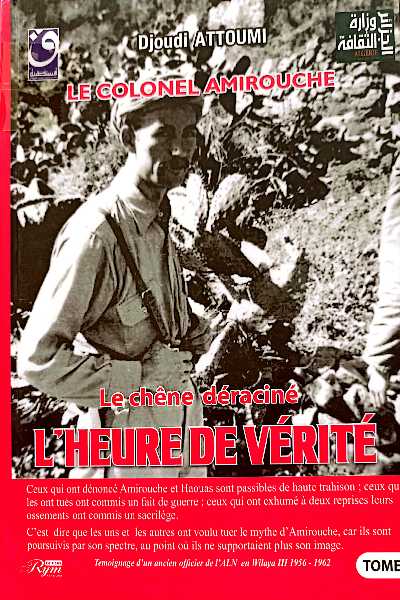 Djoudi ATTOUMI
وزارة
الثقافة
الجزائر
ALGERIE
LE COLONEL AMIROUCHE
Le chêne déraciné
L'HEURE DE VÉRITÉ
Ceux qui ont dénoncé Amirouche et Haouas sont passibles de haute trahison ; ceux qu
les ont tués ont commis un fait de guerre ; ceux qui ont exhumé à deux reprises leurs
ossements ont commis un sacrilège.
C'est dire que les uns et les autres ont voulu tuer le mythe d'Amirouche, car ils sont
poursuivis par son spectre, au point où ils ne supportaient plus son image.
Rym
Temoignage d'un ancien officier de l'ALN en Wilaya III 1956 - 1962
TOME